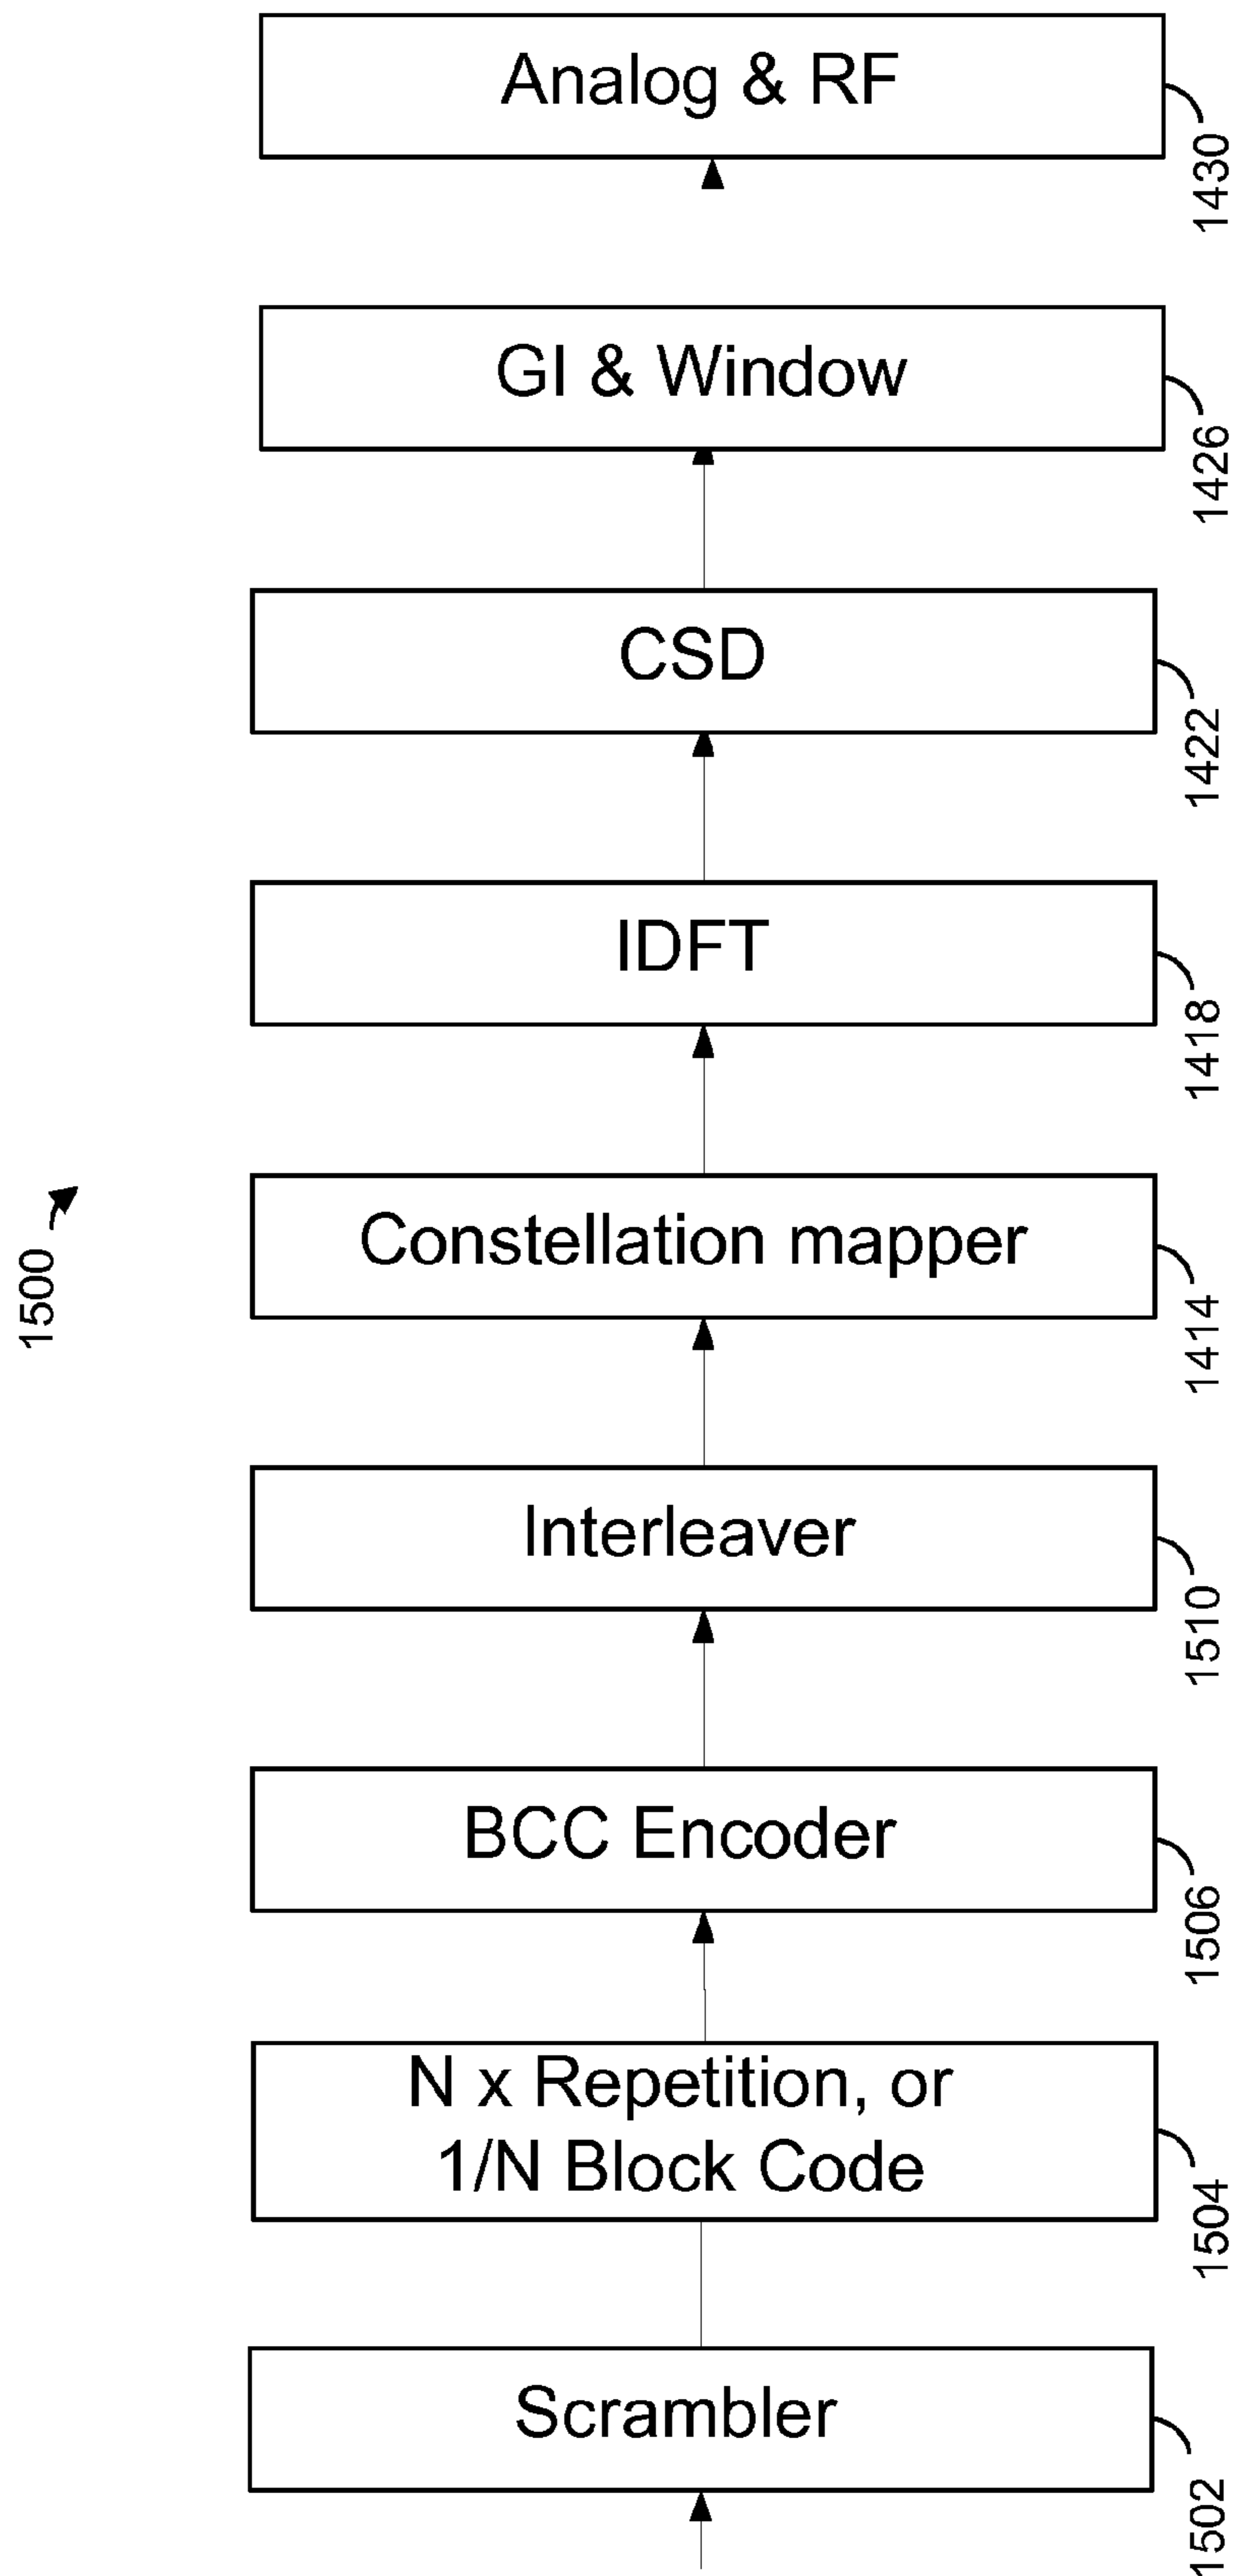 Analog & RF
1430
GI & Window
1426
CSD
1422
IDFT
1418
1500
Constellation mapper
1414
Interleaver
1510
BCC Encoder
1506
N x Repetition, or
1/N Block Code
1504
Scrambler
1502